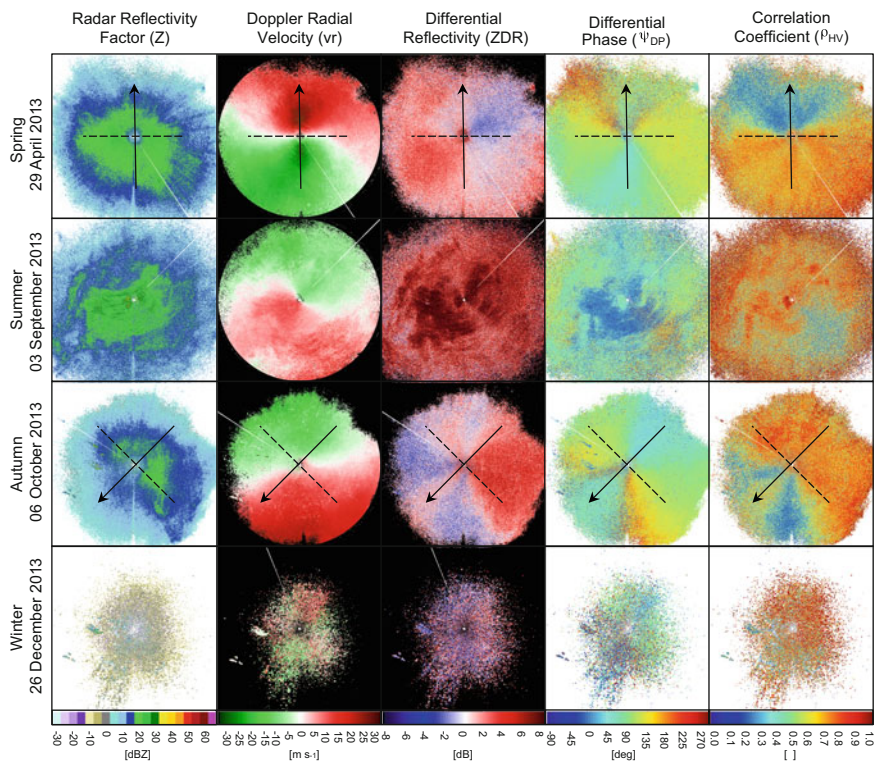 Radar Reflectivity
Factor (Z)
Doppler Radial
Velocity (vr)
Differential
Reflectivity (ZDR)
Differential
Phase (ΨDP)
Correlation
Coefficient (ρHV)
Spring
29 April 2013
Summer
03 September 2013
Autumn
06 October 2013
Winter
26 December 2013
-30 -20 -10 0 10 20 30 40 50 60
[dBZ]
-30 -25 -20 -15 -10 -5 0 5 10 15 20 25 30
[m s-1]
-8 -6 -4 -2 0 2 4 6 8
[dB]
-90 -45 0 45 90 135 180 225 270
[deg]
0.0 0.1 0.2 0.3 0.4 0.5 0.6 0.7 0.8 0.9 1.0
[ ]